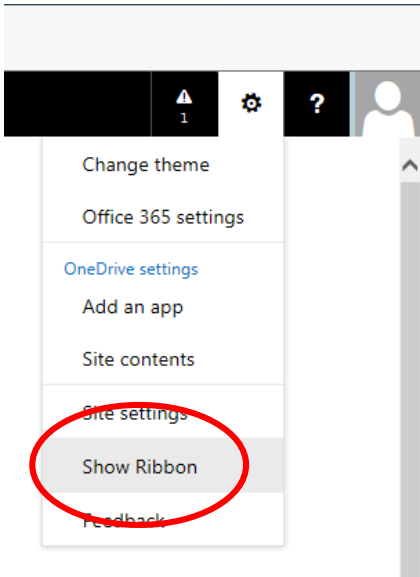 1
?
Change theme
Office 365 settings
OneDrive settings
Add an app
Site contents
Site settings
Show Ribbon
Feedback